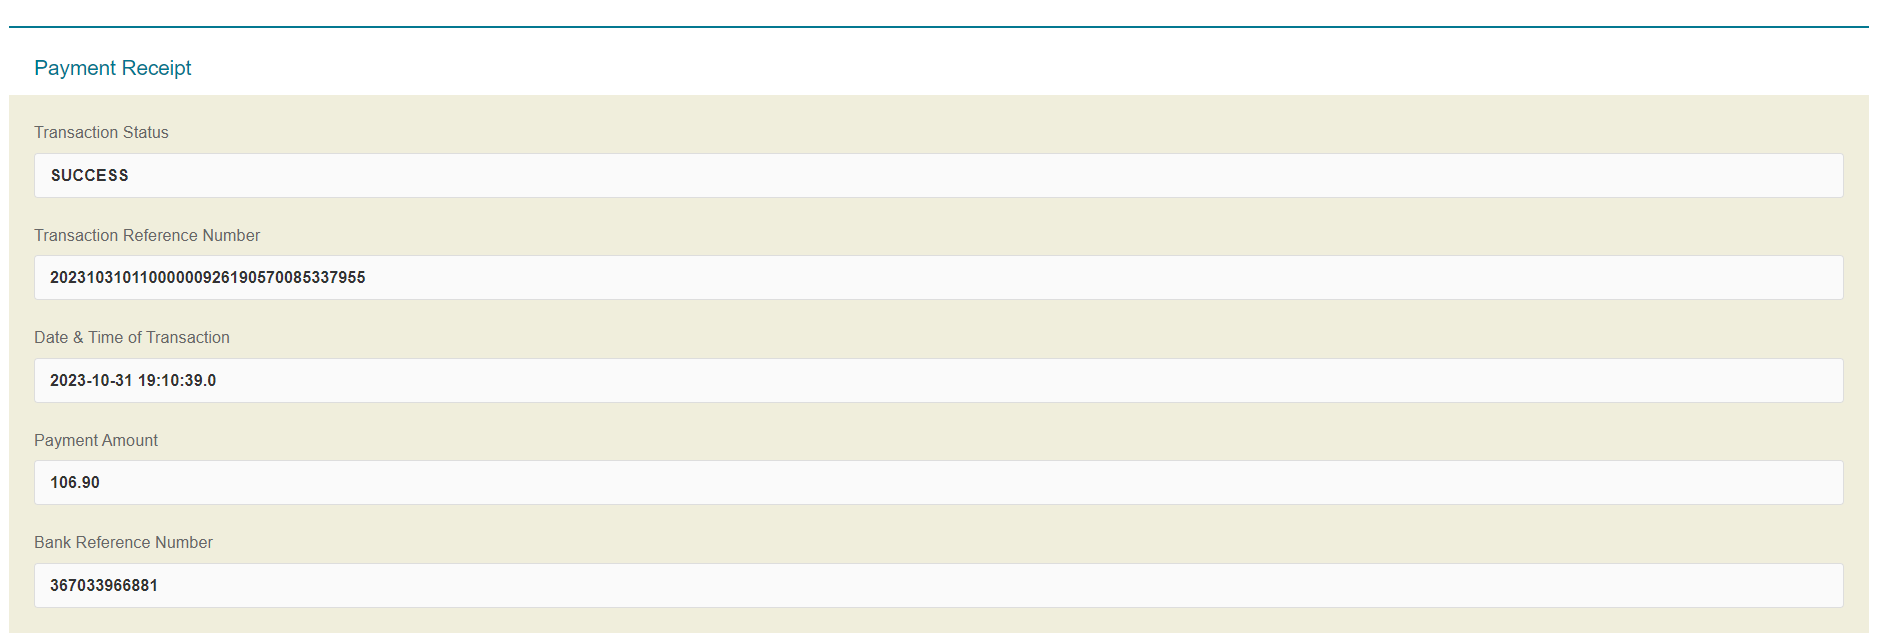 Payment Receipt
Transaction Status
SUCCESS
Transaction Reference Number
20231031011000000926190570085337955
Date & Time of Transaction
2023-10-31 19:10:39.0
Payment Amount
106.90
Bank Reference Number
367033966881